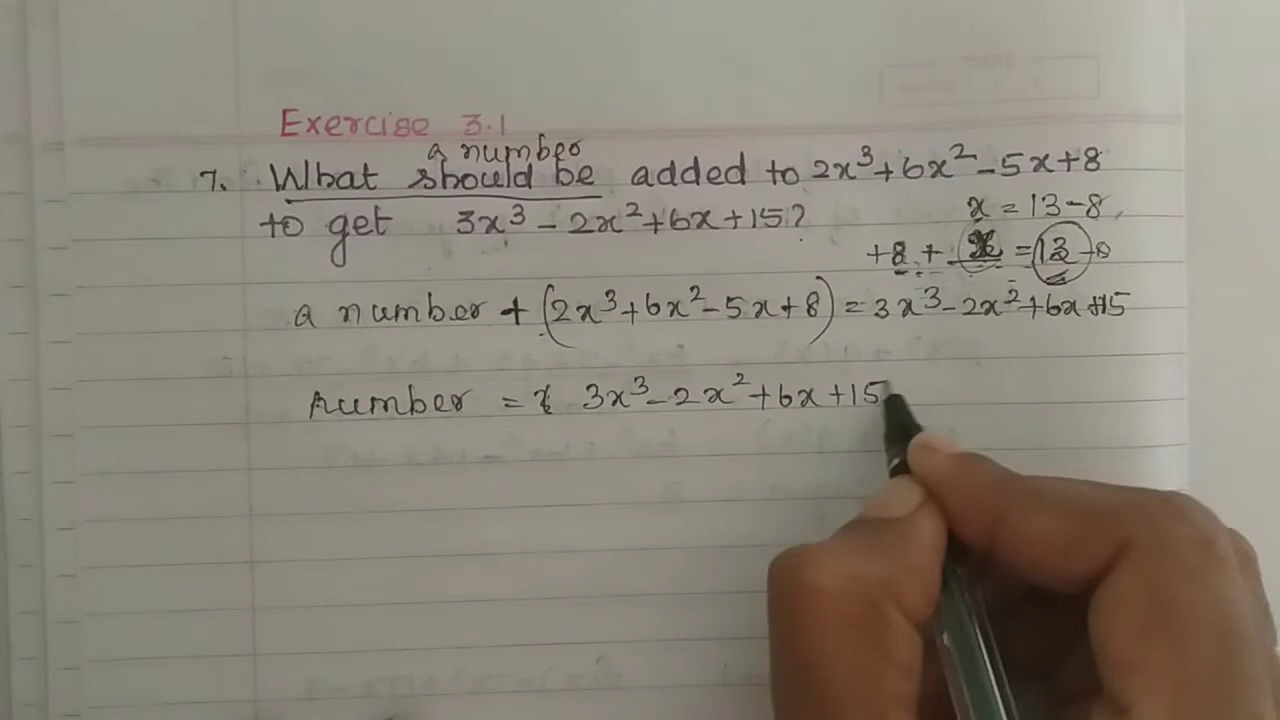 Exercise 3.1
a number
7. What should be added to 2x³+6x²-5x+8
to get 3x³-2x²+6x+15?
x = 13-8
+8 + x = 13-8
a number + (2x³+6x²-5x+8) = 3x³-2x²+6x+15
number = 3x³-2x²+6x+15